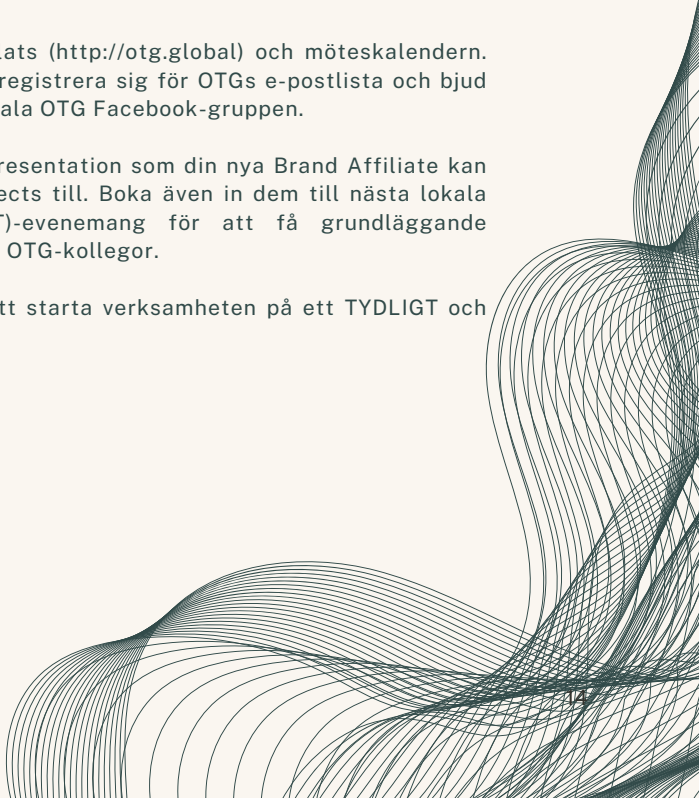 lats (http://otg.global) och möteskalendern.
registrera sig för OTGs e-postlista och bjud
ala OTG Facebook-gruppen.
resentation som din nya Brand Affiliate kan
ects till. Boka även in dem till nästa lokala
T)-evenemang för att få grundläggande
OTG-kollegor.
tt starta verksamheten på ett TYDLIGT och
14